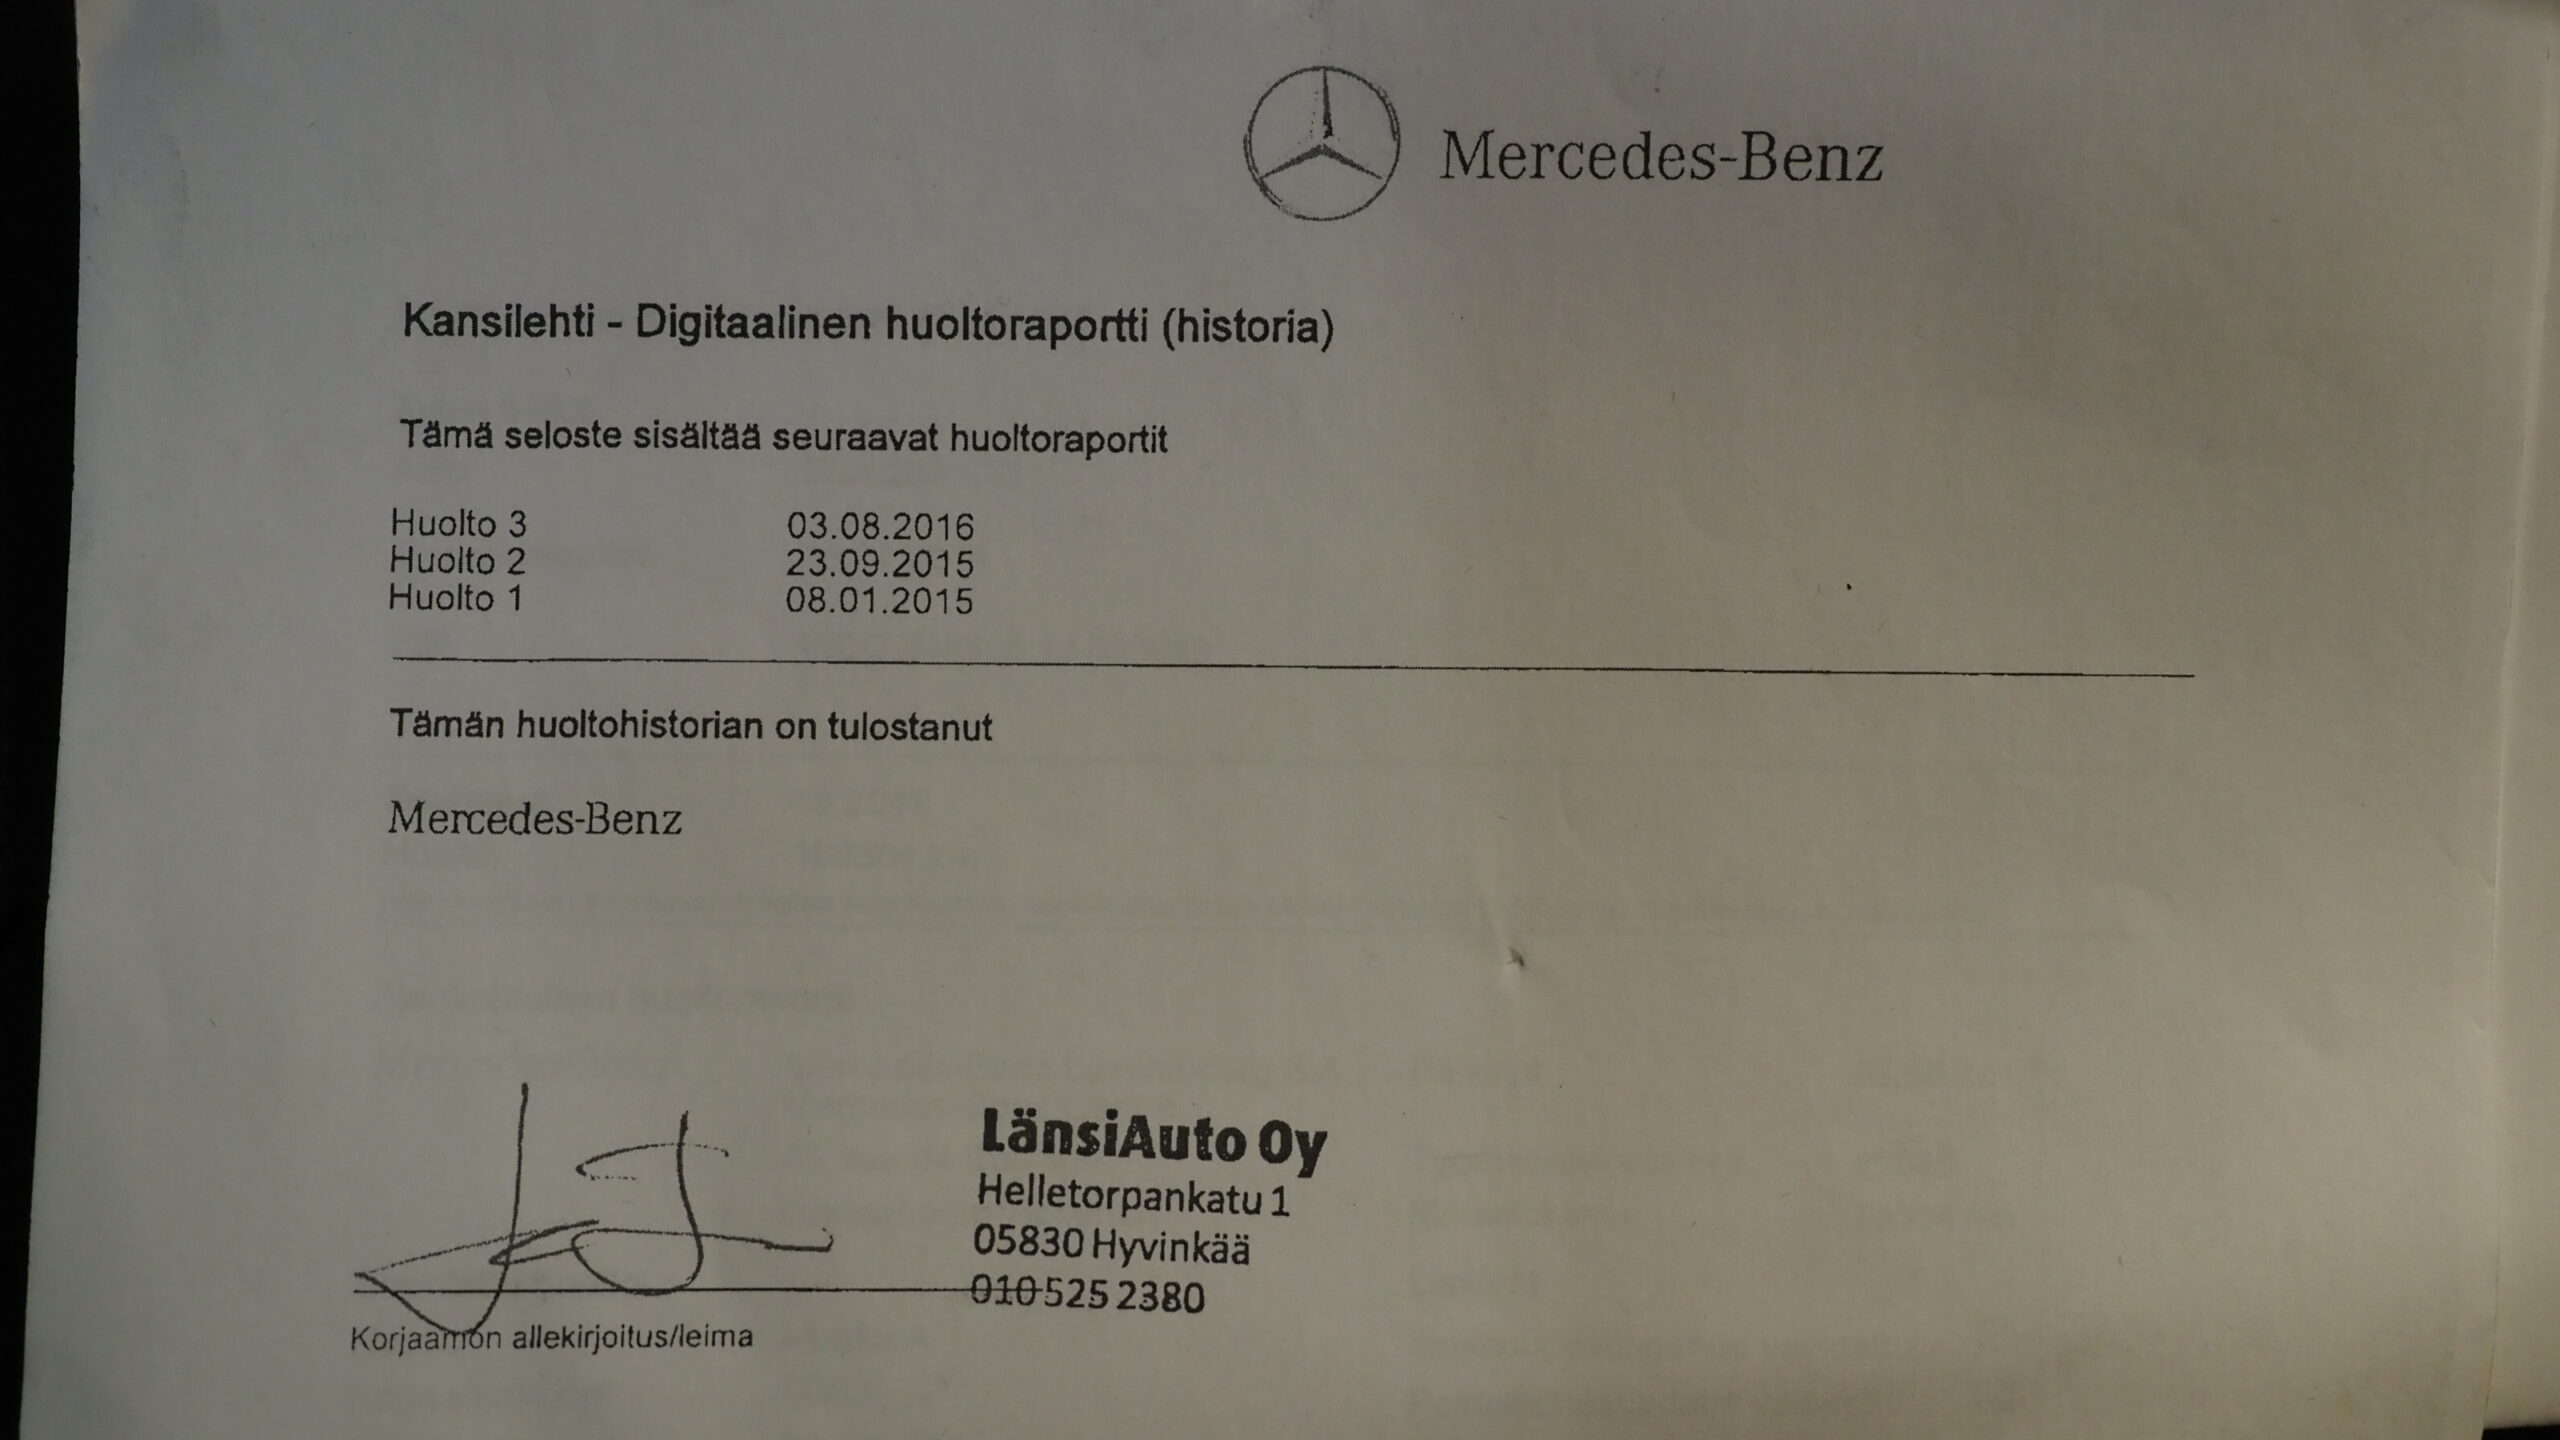 Mercedes-Benz
Kansilehti - Digitaalinen huoltoraportti (historia)
Tämä seloste sisältää seuraavat huoltoraportit
Huolto 3 03.08.2016
Huolto 2 23.09.2015
Huolto 1 08.01.2015
Tämän huoltohistorian on tulostanut
Mercedes-Benz
LänsiAuto Oy
Helletorpankatu 1
05830 Hyvinkää
010 525 2380
Korjaamon allekirjoitus/leima